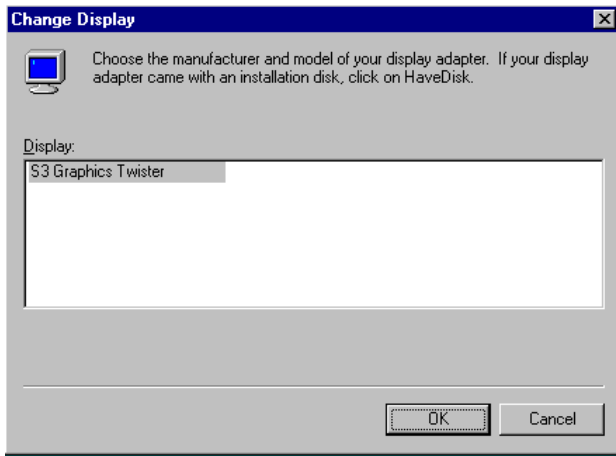 Change Display
Choose the manufacturer and model of your display adapter.  If your display
adapter came with an installation disk, click on HaveDisk.
Display:
S3 Graphics Twister
OK
Cancel